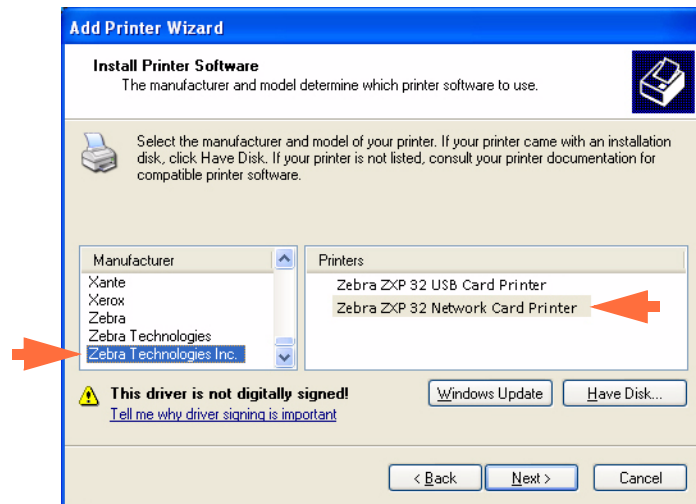 Add Printer Wizard
Install Printer Software
The manufacturer and model determine which printer software to use.
Select the manufacturer and model of your printer. If your printer came with an installation
disk, click Have Disk. If your printer is not listed, consult your printer documentation for
compatible printer software.
Manufacturer
Xante
Xerox
Zebra
Zebra Technologies
Zebra Technologies Inc.
Printers
Zebra ZXP 32 USB Card Printer
Zebra ZXP 32 Network Card Printer
This driver is not digitally signed!
Tell me why driver signing is important
Windows Update
Have Disk...
< Back
Next >
Cancel